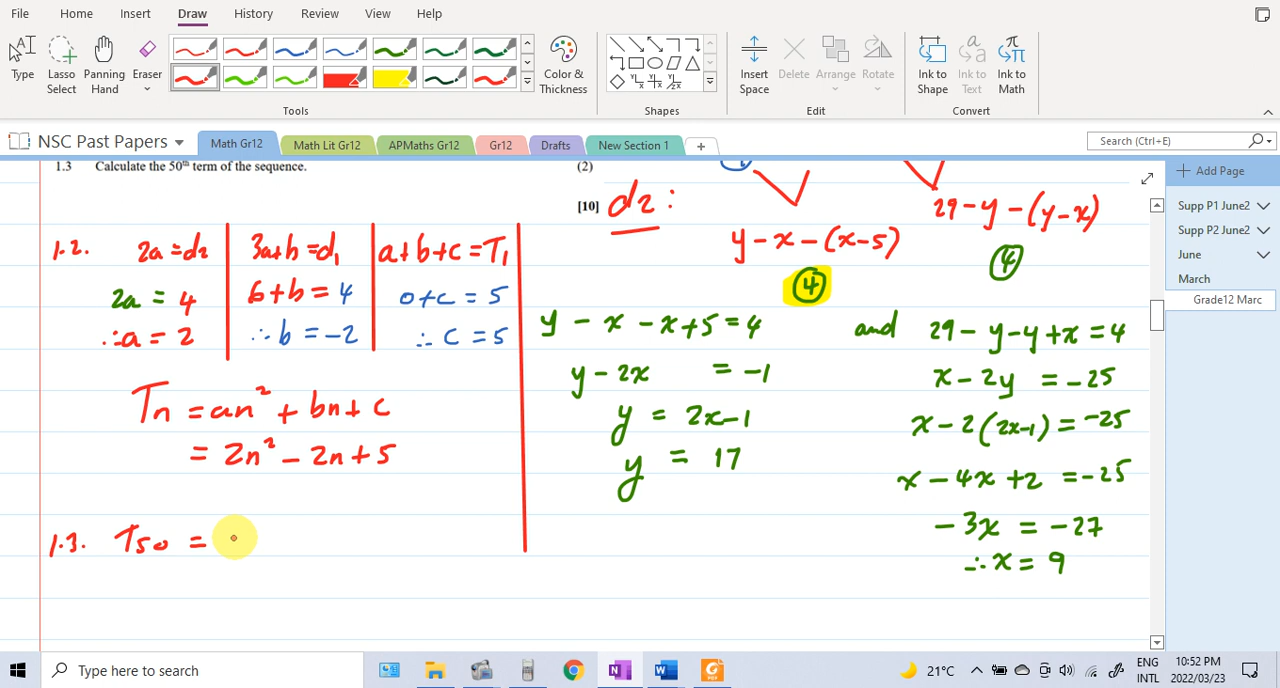 File Home Insert Draw History Review View Help
Type Lasso Select Panning Hand Eraser Color & Thickness Insert Space Delete Arrange Rotate Ink to Shape Ink to Text Ink to Math
Tools Shapes Edit Convert
NSC Past Papers Math Gr12 Math Lit Gr12 APMaths Gr12 Gr12 Drafts New Section 1 + Search (Ctrl+E)
Add Page
Supp P1 June2
Supp P2 June2
June
March
Grade12 Marc
1.3 Calculate the 50th term of the sequence. (2)
[10]
d2:
y - x - (x - 5)
29 - y - (y - x)
4
4
1.2. 2a = d2
2a = 4
∴ a = 2
3a + b = d1
6 + b = 4
∴ b = -2
a + b + c = T1
0 + c = 5
∴ c = 5
Tn = an² + bn + c
= 2n² - 2n + 5
1.3. T50 =
y - x - x + 5 = 4
y - 2x = -1
y = 2x - 1
y = 17
and 29 - y - y + x = 4
x - 2y = -25
x - 2(2x - 1) = -25
x - 4x + 2 = -25
-3x = -27
∴ x = 9
Type here to search
21°C
ENG
INTL
10:52 PM
2022/03/23